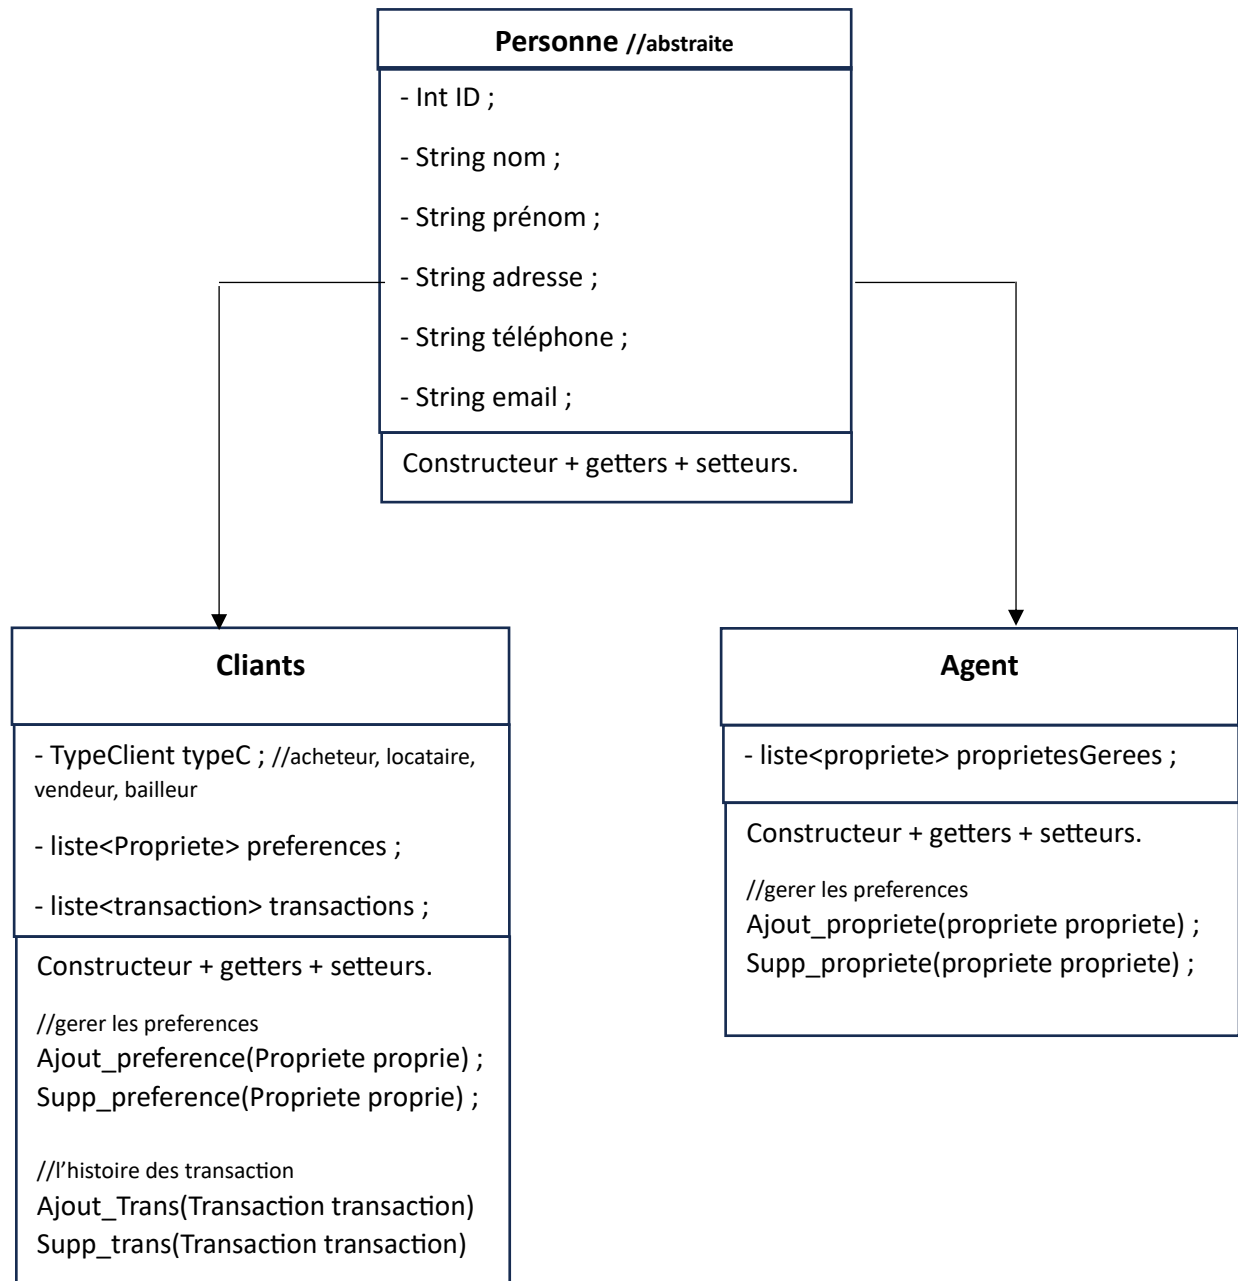 Personne //abstraite
- Int ID ;
- String nom ;
- String prénom ;
- String adresse ;
- String téléphone ;
- String email ;
Constructeur + getters + setteurs.
Cliants
- TypeClient typeC ; //acheteur, locataire,
vendeur, bailleur
- liste<Propriete> preferences ;
- liste<transaction> transactions ;
Constructeur + getters + setteurs.
//gerer les preferences
Ajout_preference(Propriete proprie) ;
Supp_preference(Propriete proprie) ;
//l’histoire des transaction
Ajout_Trans(Transaction transaction)
Supp_trans(Transaction transaction)
Agent
- liste<propriete> proprietesGerees ;
Constructeur + getters + setteurs.
//gerer les preferences
Ajout_propriete(propriete propriete) ;
Supp_propriete(propriete propriete) ;